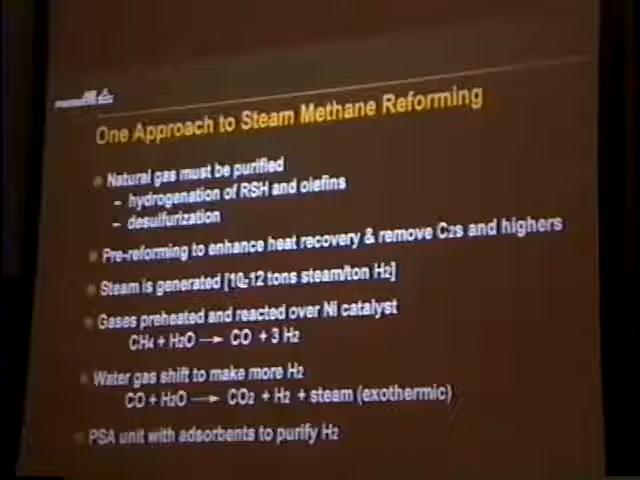 One Approach to Steam Methane Reforming
Natural gas must be purified
- hydrogenation of RSH and olefins
- desulfurization
Pre-reforming to enhance heat recovery & remove C2s and highers
Steam is generated [10-12 tons steam/ton H2]
Gases preheated and reacted over Ni catalyst
CH4 + H2O → CO + 3 H2
Water gas shift to make more H2
CO + H2O → CO2 + H2 + steam (exothermic)
PSA unit with adsorbents to purify H2